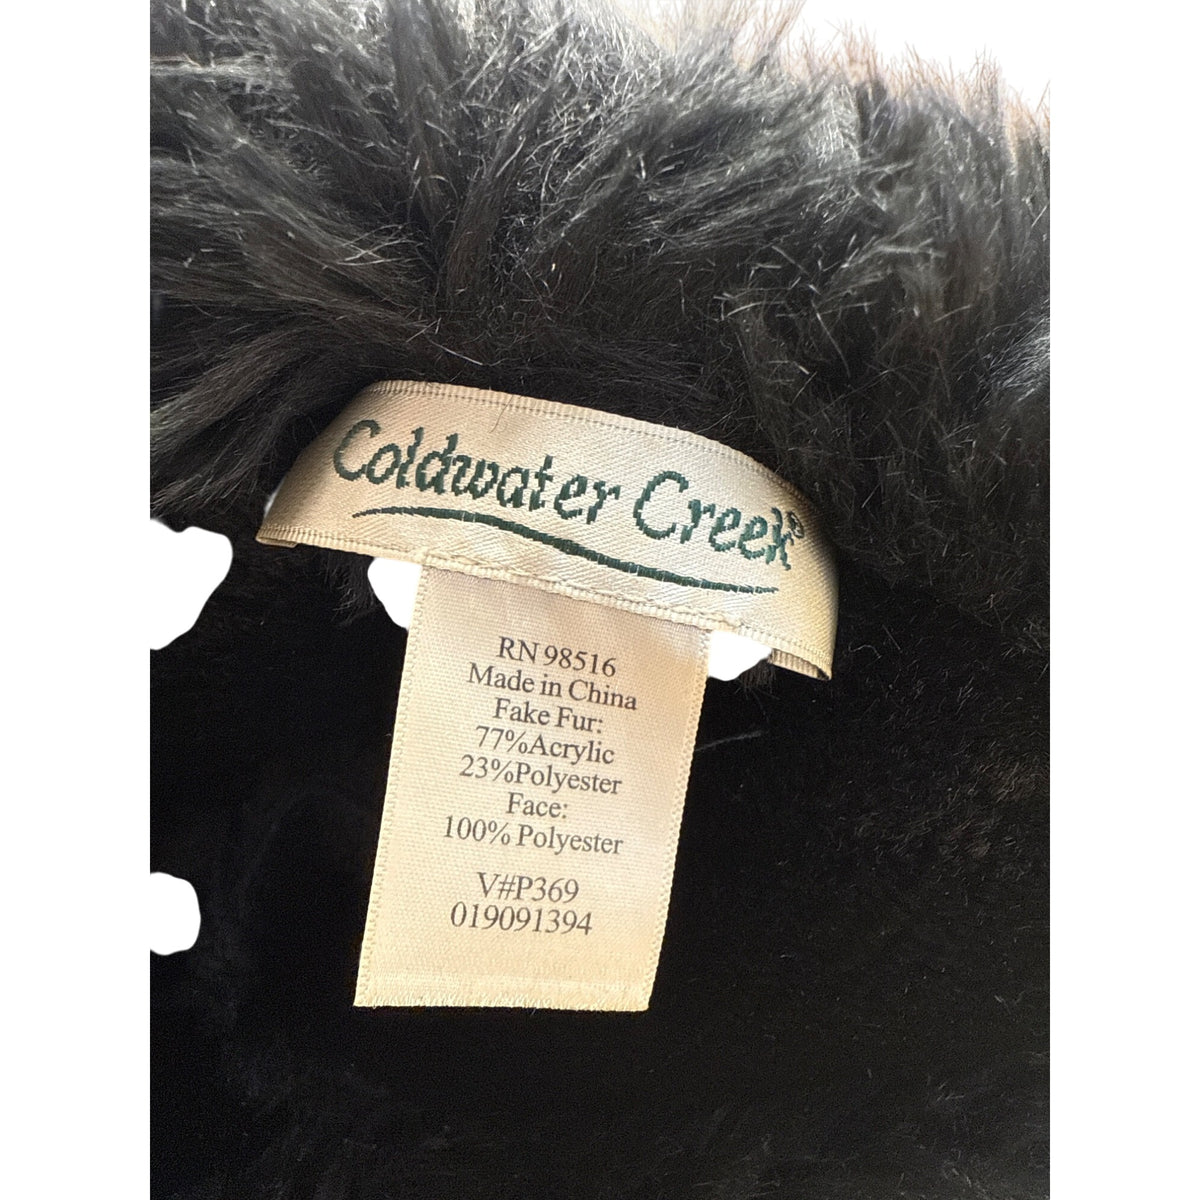 Coldwater Creek®
RN 98516
Made in China
Fake Fur:
77%Acrylic
23%Polyester
Face:
100% Polyester
V#P369
019091394